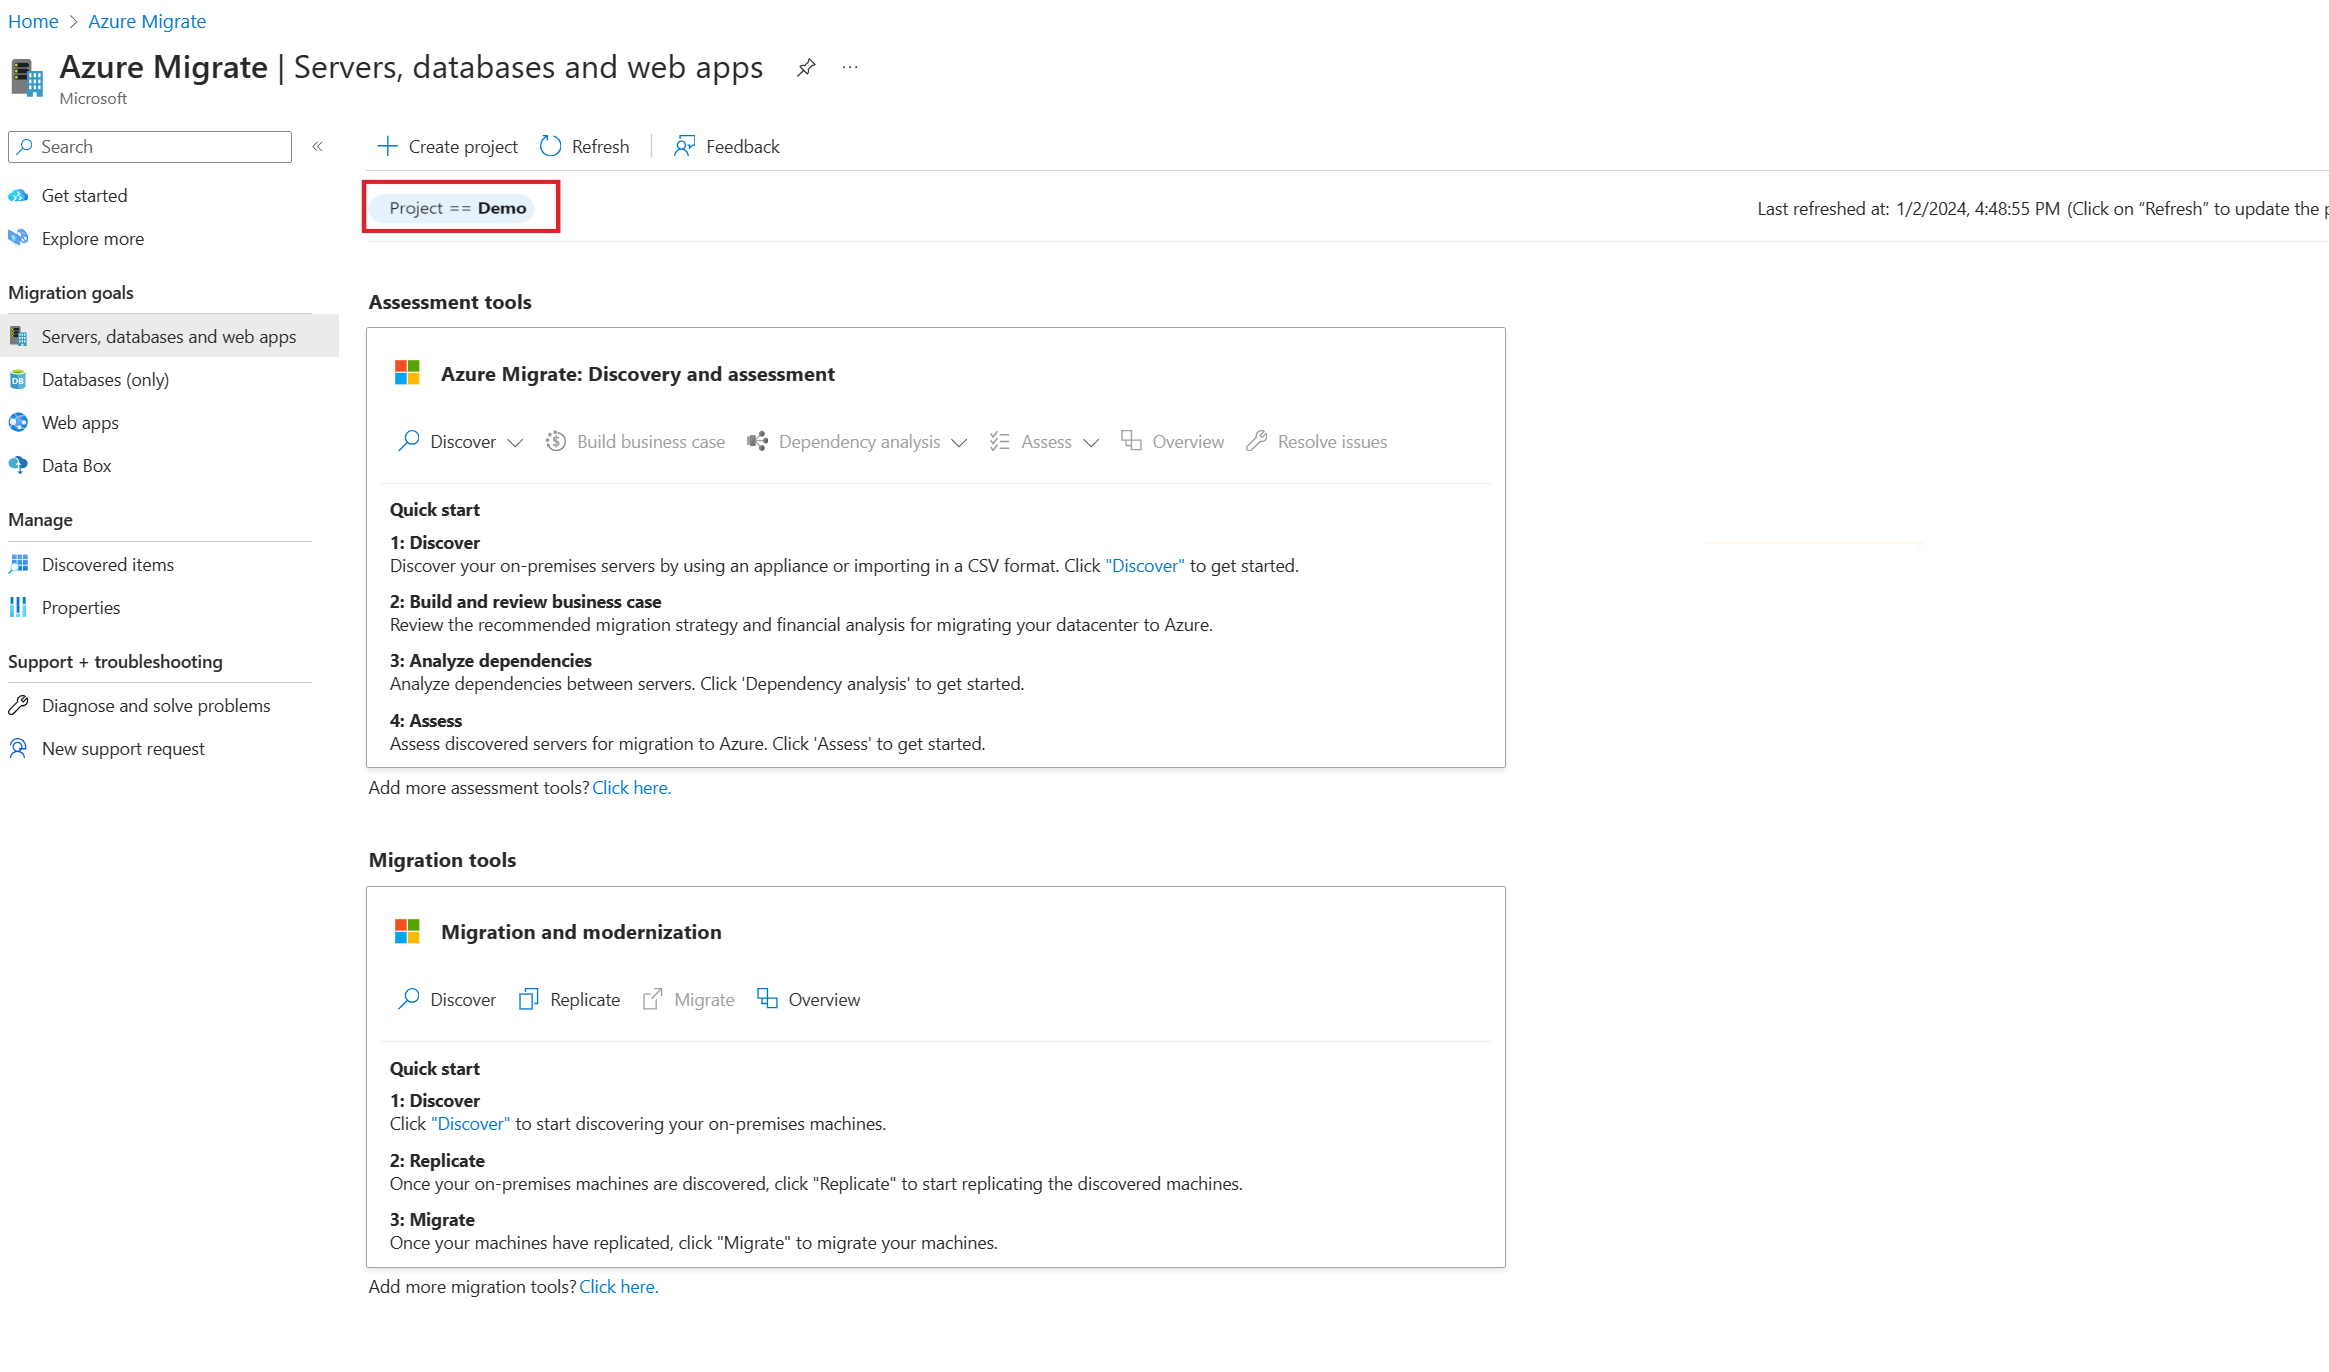 Home > Azure Migrate
Azure Migrate | Servers, databases and web apps
Microsoft
Search
Create project
Refresh
Feedback
Get started
Explore more
Migration goals
Servers, databases and web apps
Databases (only)
Web apps
Data Box
Manage
Discovered items
Properties
Support + troubleshooting
Diagnose and solve problems
New support request
Project == Demo
Last refreshed at: 1/2/2024, 4:48:55 PM (Click on “Refresh” to update the
Assessment tools
Azure Migrate: Discovery and assessment
Discover
Build business case
Dependency analysis
Assess
Overview
Resolve issues
Quick start
1: Discover
Discover your on-premises servers by using an appliance or importing in a CSV format. Click "Discover" to get started.
2: Build and review business case
Review the recommended migration strategy and financial analysis for migrating your datacenter to Azure.
3: Analyze dependencies
Analyze dependencies between servers. Click 'Dependency analysis' to get started.
4: Assess
Assess discovered servers for migration to Azure. Click 'Assess' to get started.
Add more assessment tools? Click here.
Migration tools
Migration and modernization
Discover
Replicate
Migrate
Overview
Quick start
1: Discover
Click "Discover" to start discovering your on-premises machines.
2: Replicate
Once your on-premises machines are discovered, click "Replicate" to start replicating the discovered machines.
3: Migrate
Once your machines have replicated, click "Migrate" to migrate your machines.
Add more migration tools? Click here.